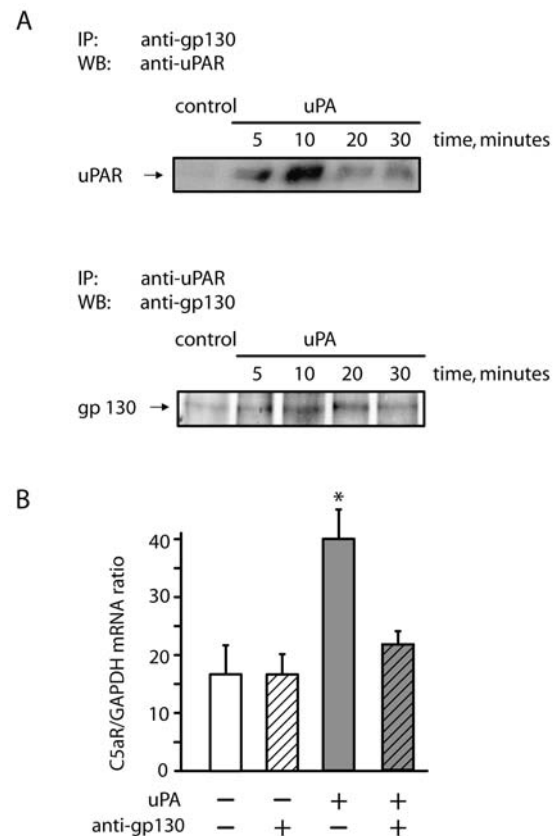 A
IP: anti-gp130
WB: anti-uPAR
control uPA
5 10 20 30 time, minutes
uPAR →
IP: anti-uPAR
WB: anti-gp130
control uPA
5 10 20 30 time, minutes
gp 130 →
B
C5aR/GAPDH mRNA ratio
40
30
20
10
0
*
uPA − − + +
anti-gp130 − + − +